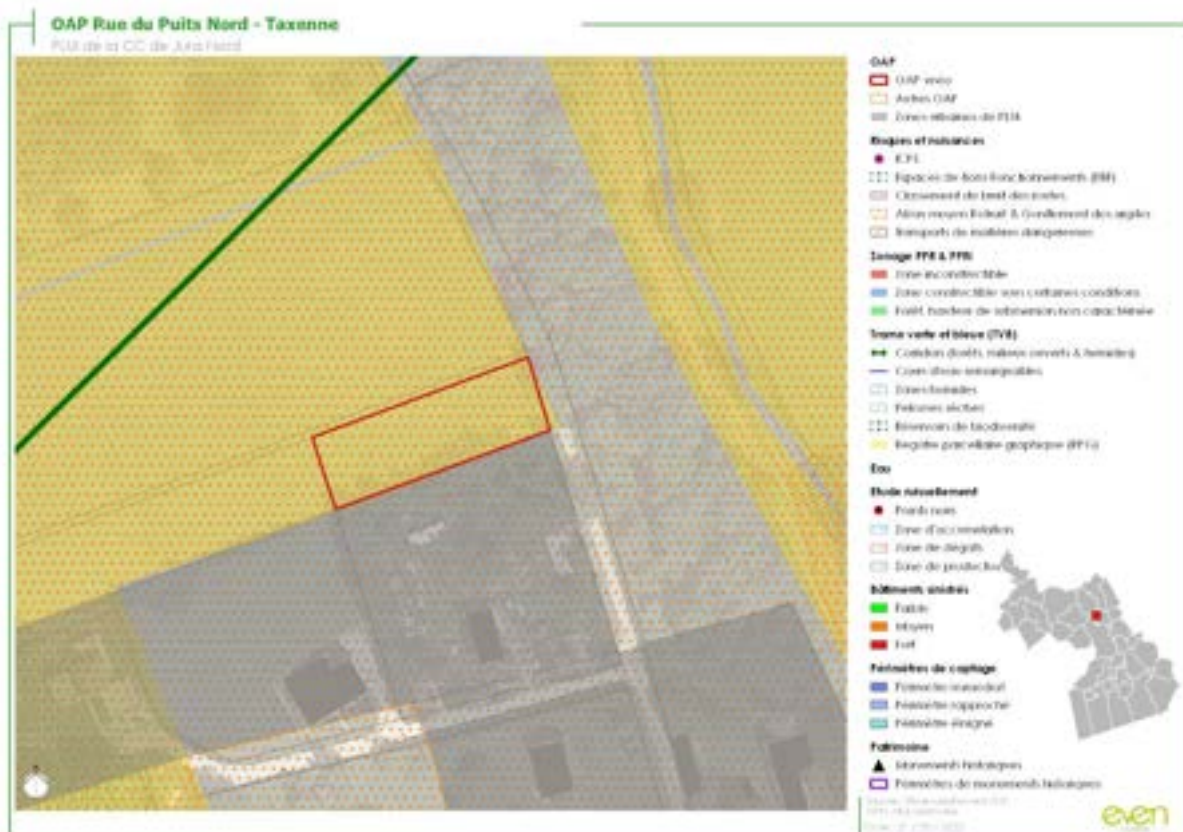 OAP Rue du Puits Nord - Taxenne
PLUi de la CC de Jura Nord
OAP
OAP enviro
Autres OAP
Zones urbaines du PLUi
Risques et nuisances
ICPE
Espaces de Bons Fonctionnements (EBF)
Classement de bruit des routes
Aléas moyen Retrait & Gonflement des argiles
Transports de matières dangereuses
Zonage PPR & PPRi
Zone inconstructible
Zone constructible sous certaines conditions
Forêt, hauteur de submersion non caractérisée
Trame verte et bleue (TVB)
Corridors (forêts, milieux ouverts & humides)
Cours d'eau remarquables
Zones humides
Pelouses sèches
Réservoirs de biodiversité
Registre parcellaire graphique (RPG)
Eau
Etude ruissellement
Points noirs
Zone d'accumulation
Zone de dégâts
Zone de production
Bâtiments sinistrés
Faible
Moyen
Fort
Périmètres de captage
Périmètre immédiat
Périmètre rapproché
Périmètre éloigné
Patrimoine
Monuments historiques
Périmètres de monuments historiques
even